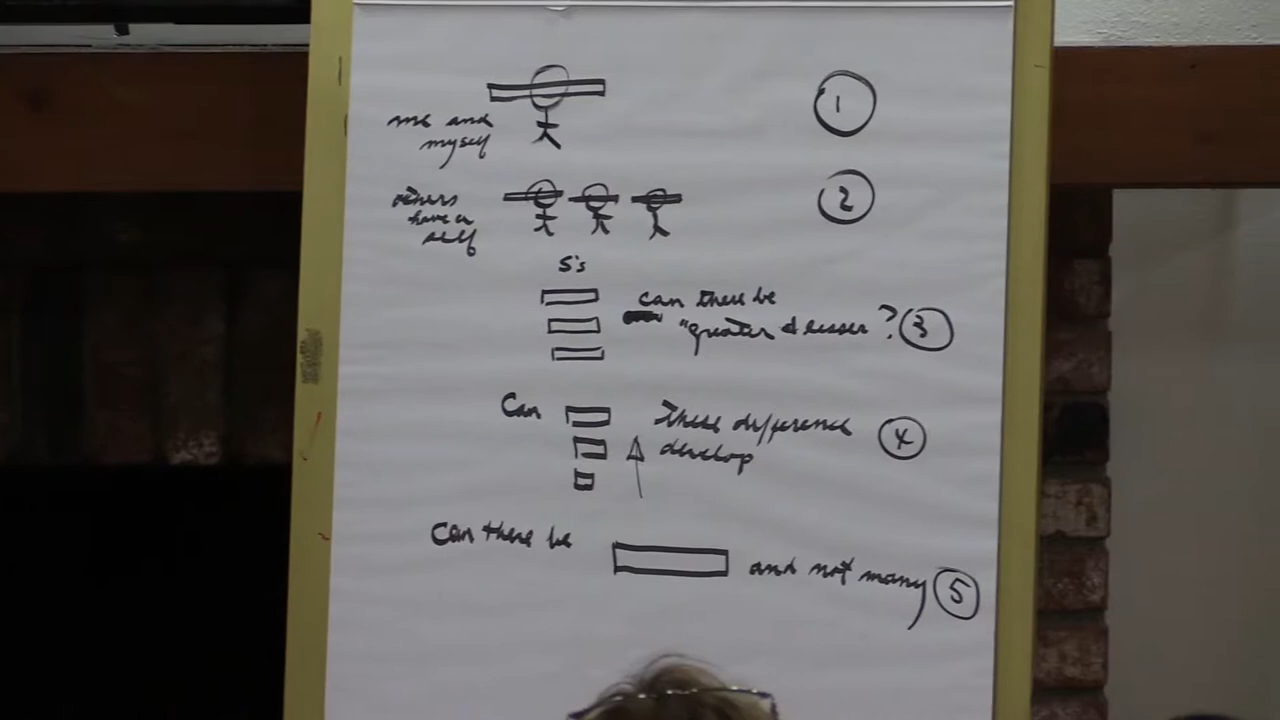 me and
myself
1
others
have a
self
2
S's
can there be
"greater & lesser"?
3
Can
these difference
develop
4
Can there be
and not many
5